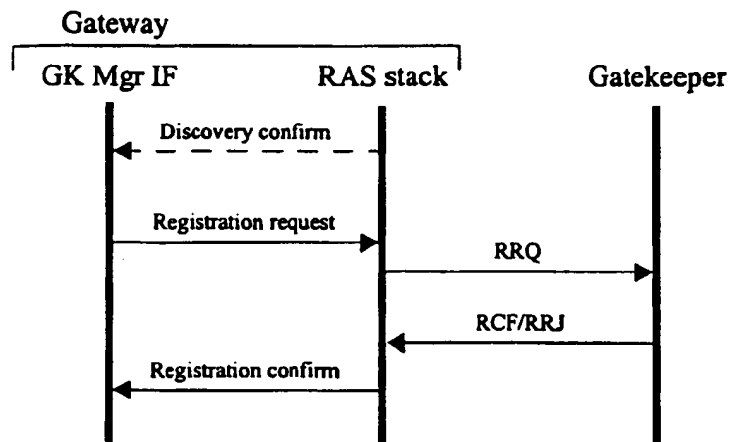 Gateway
GK Mgr IF
RAS stack
Gatekeeper
Discovery confirm
Registration request
RRQ
RCF/RRJ
Registration confirm